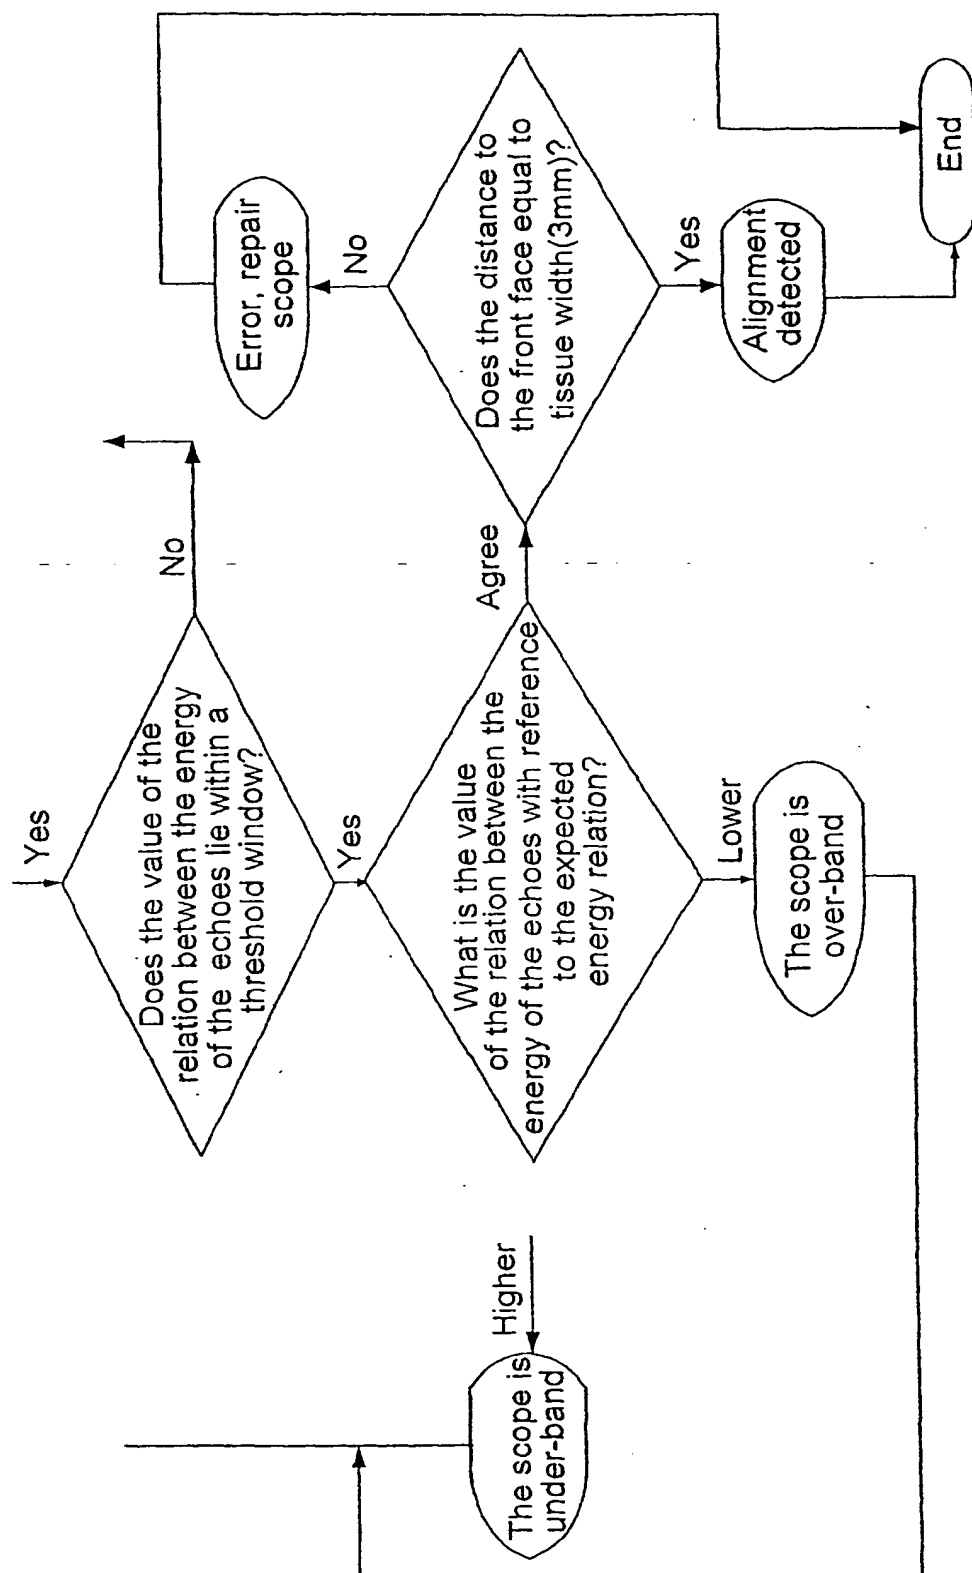 Yes
Does the value of the
relation between the energy
of the echoes lie within a
threshold window?
No
Yes
What is the value
of the relation between the
energy of the echoes with reference
to the expected
energy relation?
Agree
Higher
The scope is
under-band
Lower
The scope is
over-band
Does the distance to
the front face equal to
tissue width(3mm)?
No
Error, repair
scope
Yes
Alignment
detected
End